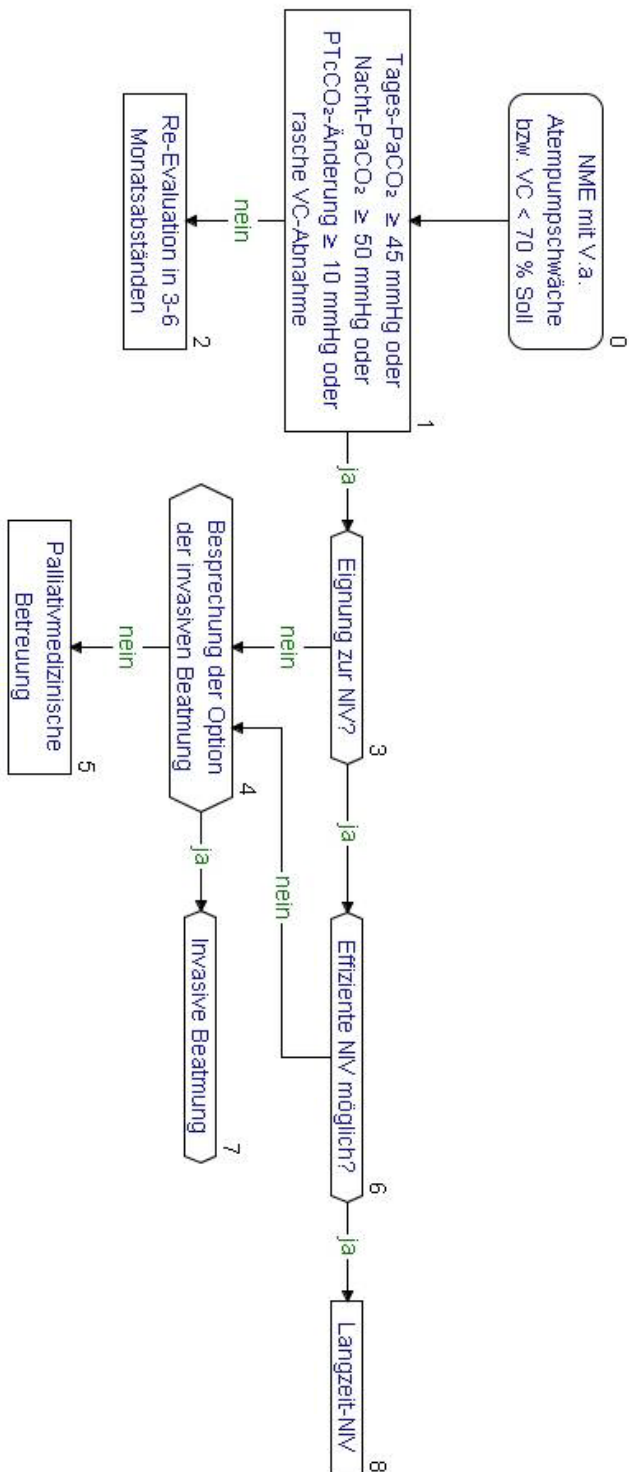 0
NME mit V.a.
Atempumpschwäche
bzw. VC < 70 % Soll
1
Tages-PaCO₂ ≥ 45 mmHg oder
Nacht-PaCO₂ ≥ 50 mmHg oder
PTcCO₂-Änderung ≥ 10 mmHg oder
rasche VC-Abnahme
nein
2
Re-Evaluation in 3-6
Monatsabständen
ja
3
Eignung zur NIV?
nein
4
Besprechung der Option
der invasiven Beatmung
nein
5
Palliativmedizinische
Betreuung
ja
6
Effiziente NIV möglich?
nein
ja
7
Invasive Beatmung
ja
8
Langzeit-NIV